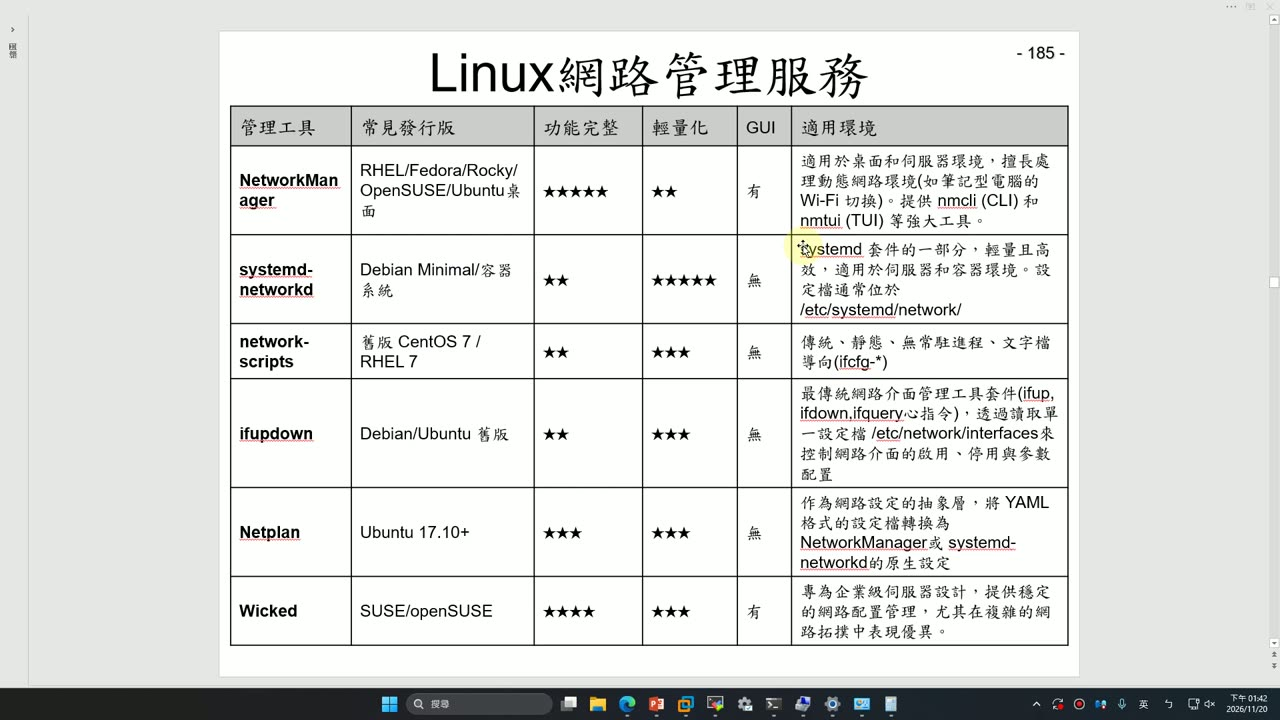 - 185 -
Linux網路管理服務
管理工具 常見發行版 功能完整 輕量化 GUI 適用環境
NetworkMan
ager
RHEL/Fedora/Rocky/
OpenSUSE/Ubuntu桌
面
★★★★★
★★
有
適用於桌面和伺服器環境，擅長處
理動態網路環境(如筆記型電腦的
Wi-Fi 切換)。提供 nmcli (CLI) 和
nmtui (TUI) 等強大工具。
systemd-
networkd
Debian Minimal/容器
系統
★★
★★★★★
無
systemd 套件的一部分，輕量且高
效，適用於伺服器和容器環境。設
定檔通常位於
/etc/systemd/network/
network-
scripts
舊版 CentOS 7 /
RHEL 7
★★
★★★
無
傳統、靜態、無常駐進程、文字檔
導向(ifcfg-*)
ifupdown
Debian/Ubuntu 舊版
★★
★★★
無
最傳統網路介面管理工具套件(ifup,
ifdown,ifquery心指令)，透過讀取單
一設定檔 /etc/network/interfaces來
控制網路介面的啟用、停用與參數
配置
Netplan
Ubuntu 17.10+
★★★
★★★
無
作為網路設定的抽象層，將 YAML
格式的設定檔轉換為
NetworkManager或 systemd-
networkd的原生設定
Wicked
SUSE/openSUSE
★★★★
★★★
有
專為企業級伺服器設計，提供穩定
的網路配置管理，尤其在複雜的網
路拓撲中表現優異。
搜尋
英
下午 01:42
2026/11/20